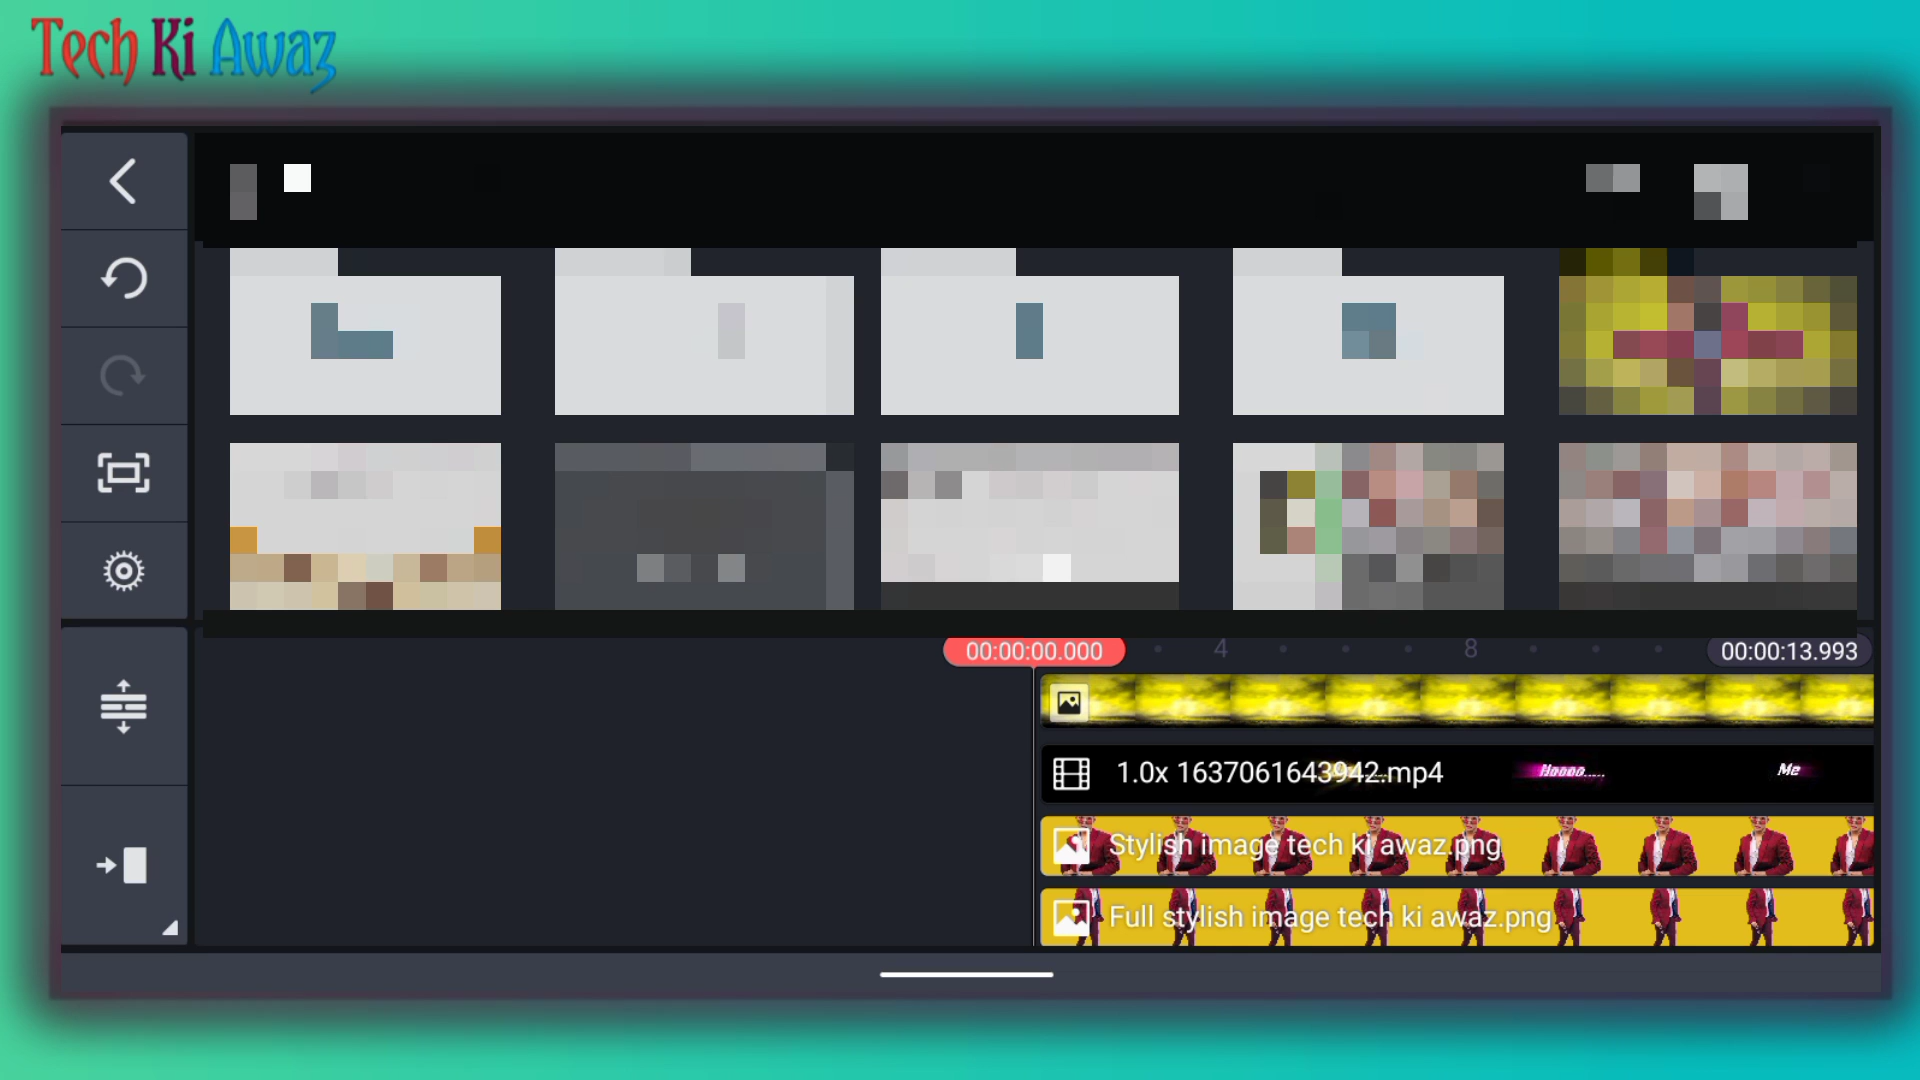 Tech Ki Awaz
00:00:00.000 4 8 00:00:13.993
1.0x 1637061643942.mp4 Noooo..... Me
Stylish image tech ki awaz.png
Full stylish image tech ki awaz.png